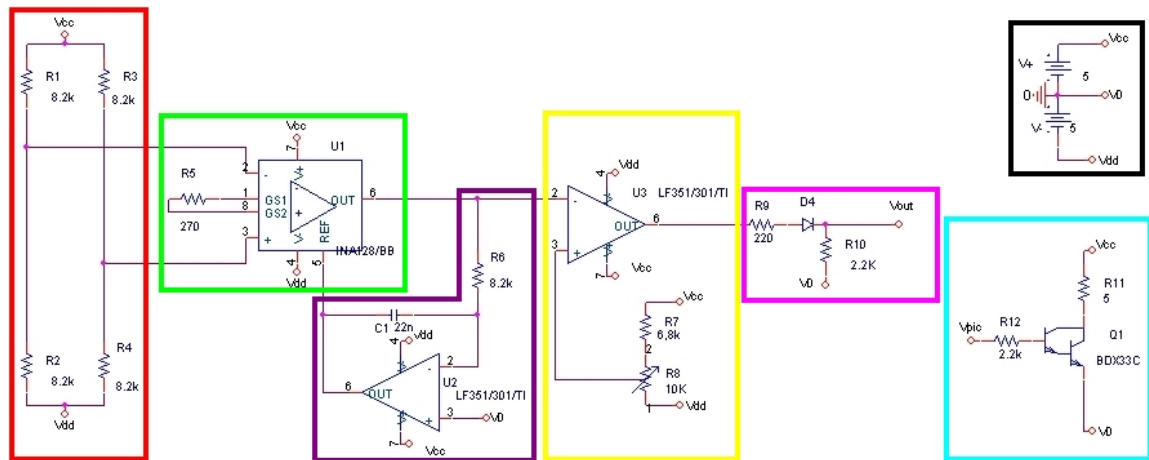 Vcc
R1
8.2k
R3
8.2k
R2
8.2k
R4
8.2k
Vdd
Vcc
7
U1
2
-
V+
R5
270
1
GS1
8
GS2
-
+
OUT
6
3
+
V-
REF
INA128/BB
4
5
Vdd
R6
8.2k
C1
22n
Vdd
4
2
-
U2
LF351/301/TI
6
OUT
3
+
V0
7
Vcc
Vdd
4
U3
LF351/301/TI
2
-
OUT
6
3
+
7
Vcc
Vcc
R7
6,8k
2
R8
10K
1
Vdd
R9
220
D4
Vout
R10
2.2K
V0
Vcc
V+
5
0
V0
V-
5
Vdd
Vcc
R11
5
Vpic
R12
2.2k
Q1
BDX33C
V0